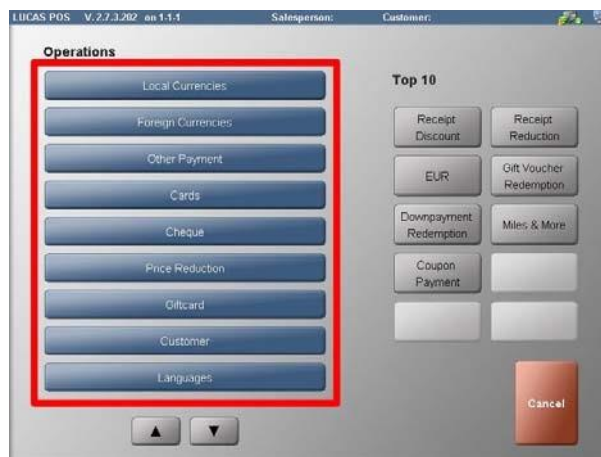 LUCAS POS V. 2.7.3.202 on 1-1-1 Salesperson: Customer:
Operations
Local Currencies
Foreign Currencies
Other Payment
Cards
Cheque
Price Reduction
Giftcard
Customer
Languages
Top 10
Receipt
Discount
Receipt
Reduction
EUR
Gift Voucher
Redemption
Downpayment
Redemption
Miles & More
Coupon
Payment
Cancel